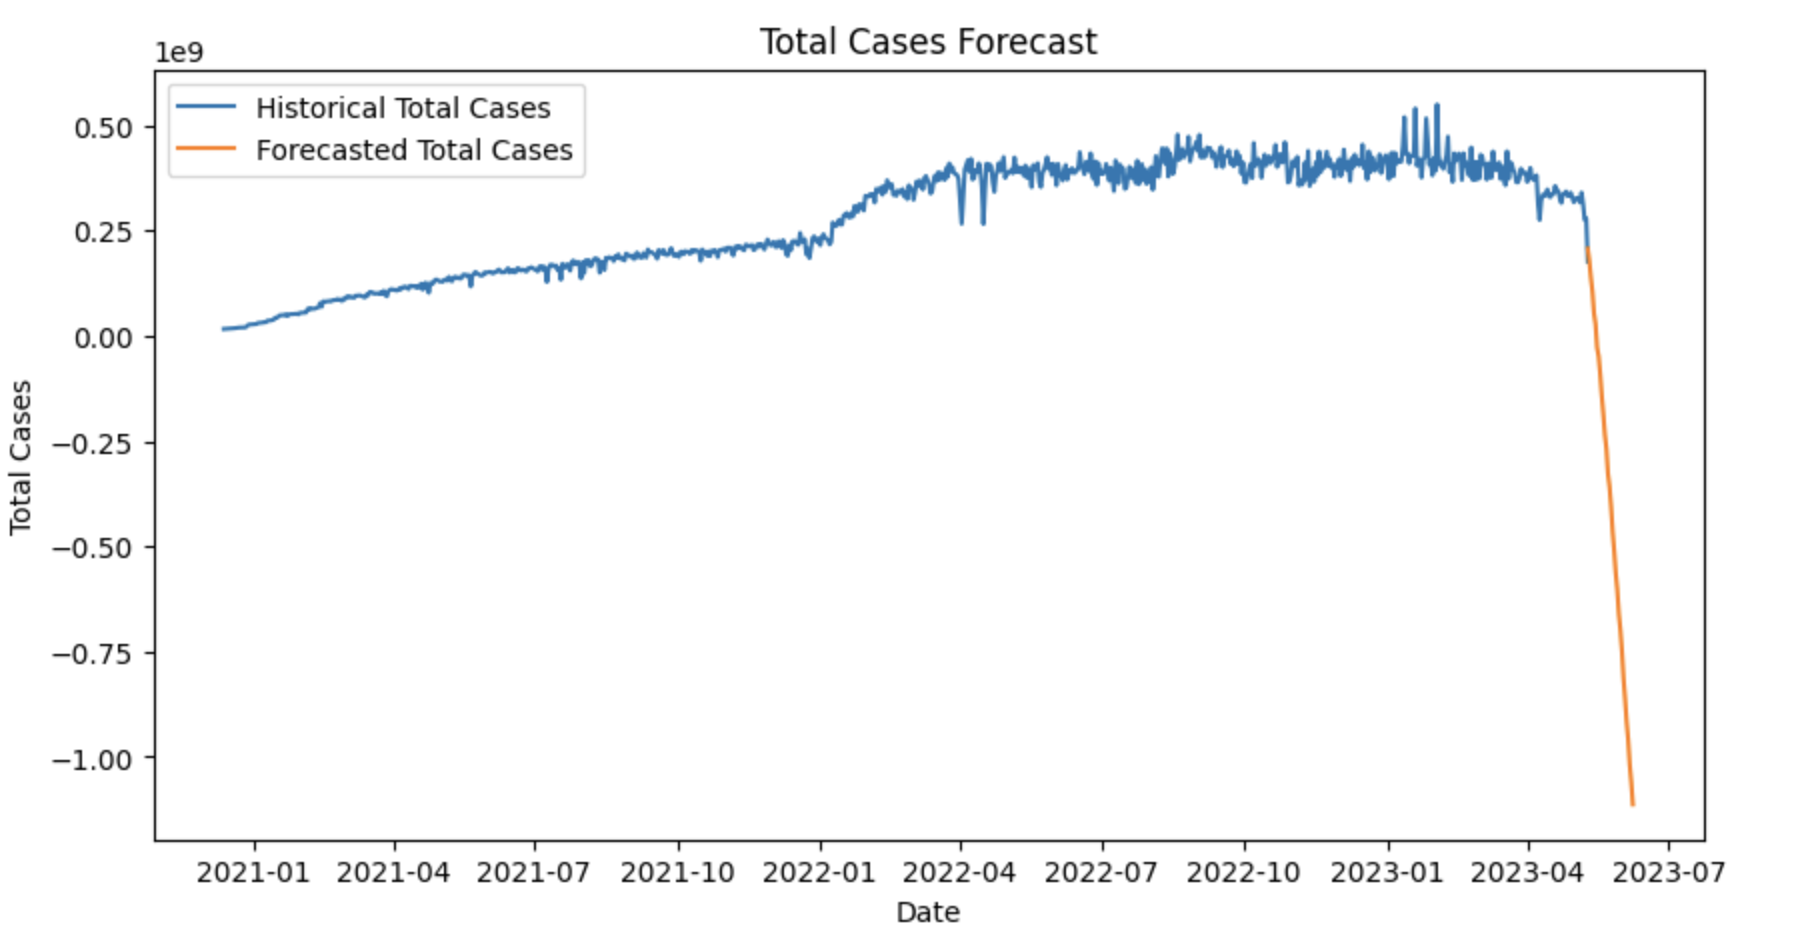 Total Cases Forecast
1e9
Historical Total Cases
Forecasted Total Cases
0.50
0.25
0.00
−0.25
−0.50
−0.75
−1.00
Total Cases
2021-01 2021-04 2021-07 2021-10 2022-01 2022-04 2022-07 2022-10 2023-01 2023-04 2023-07
Date